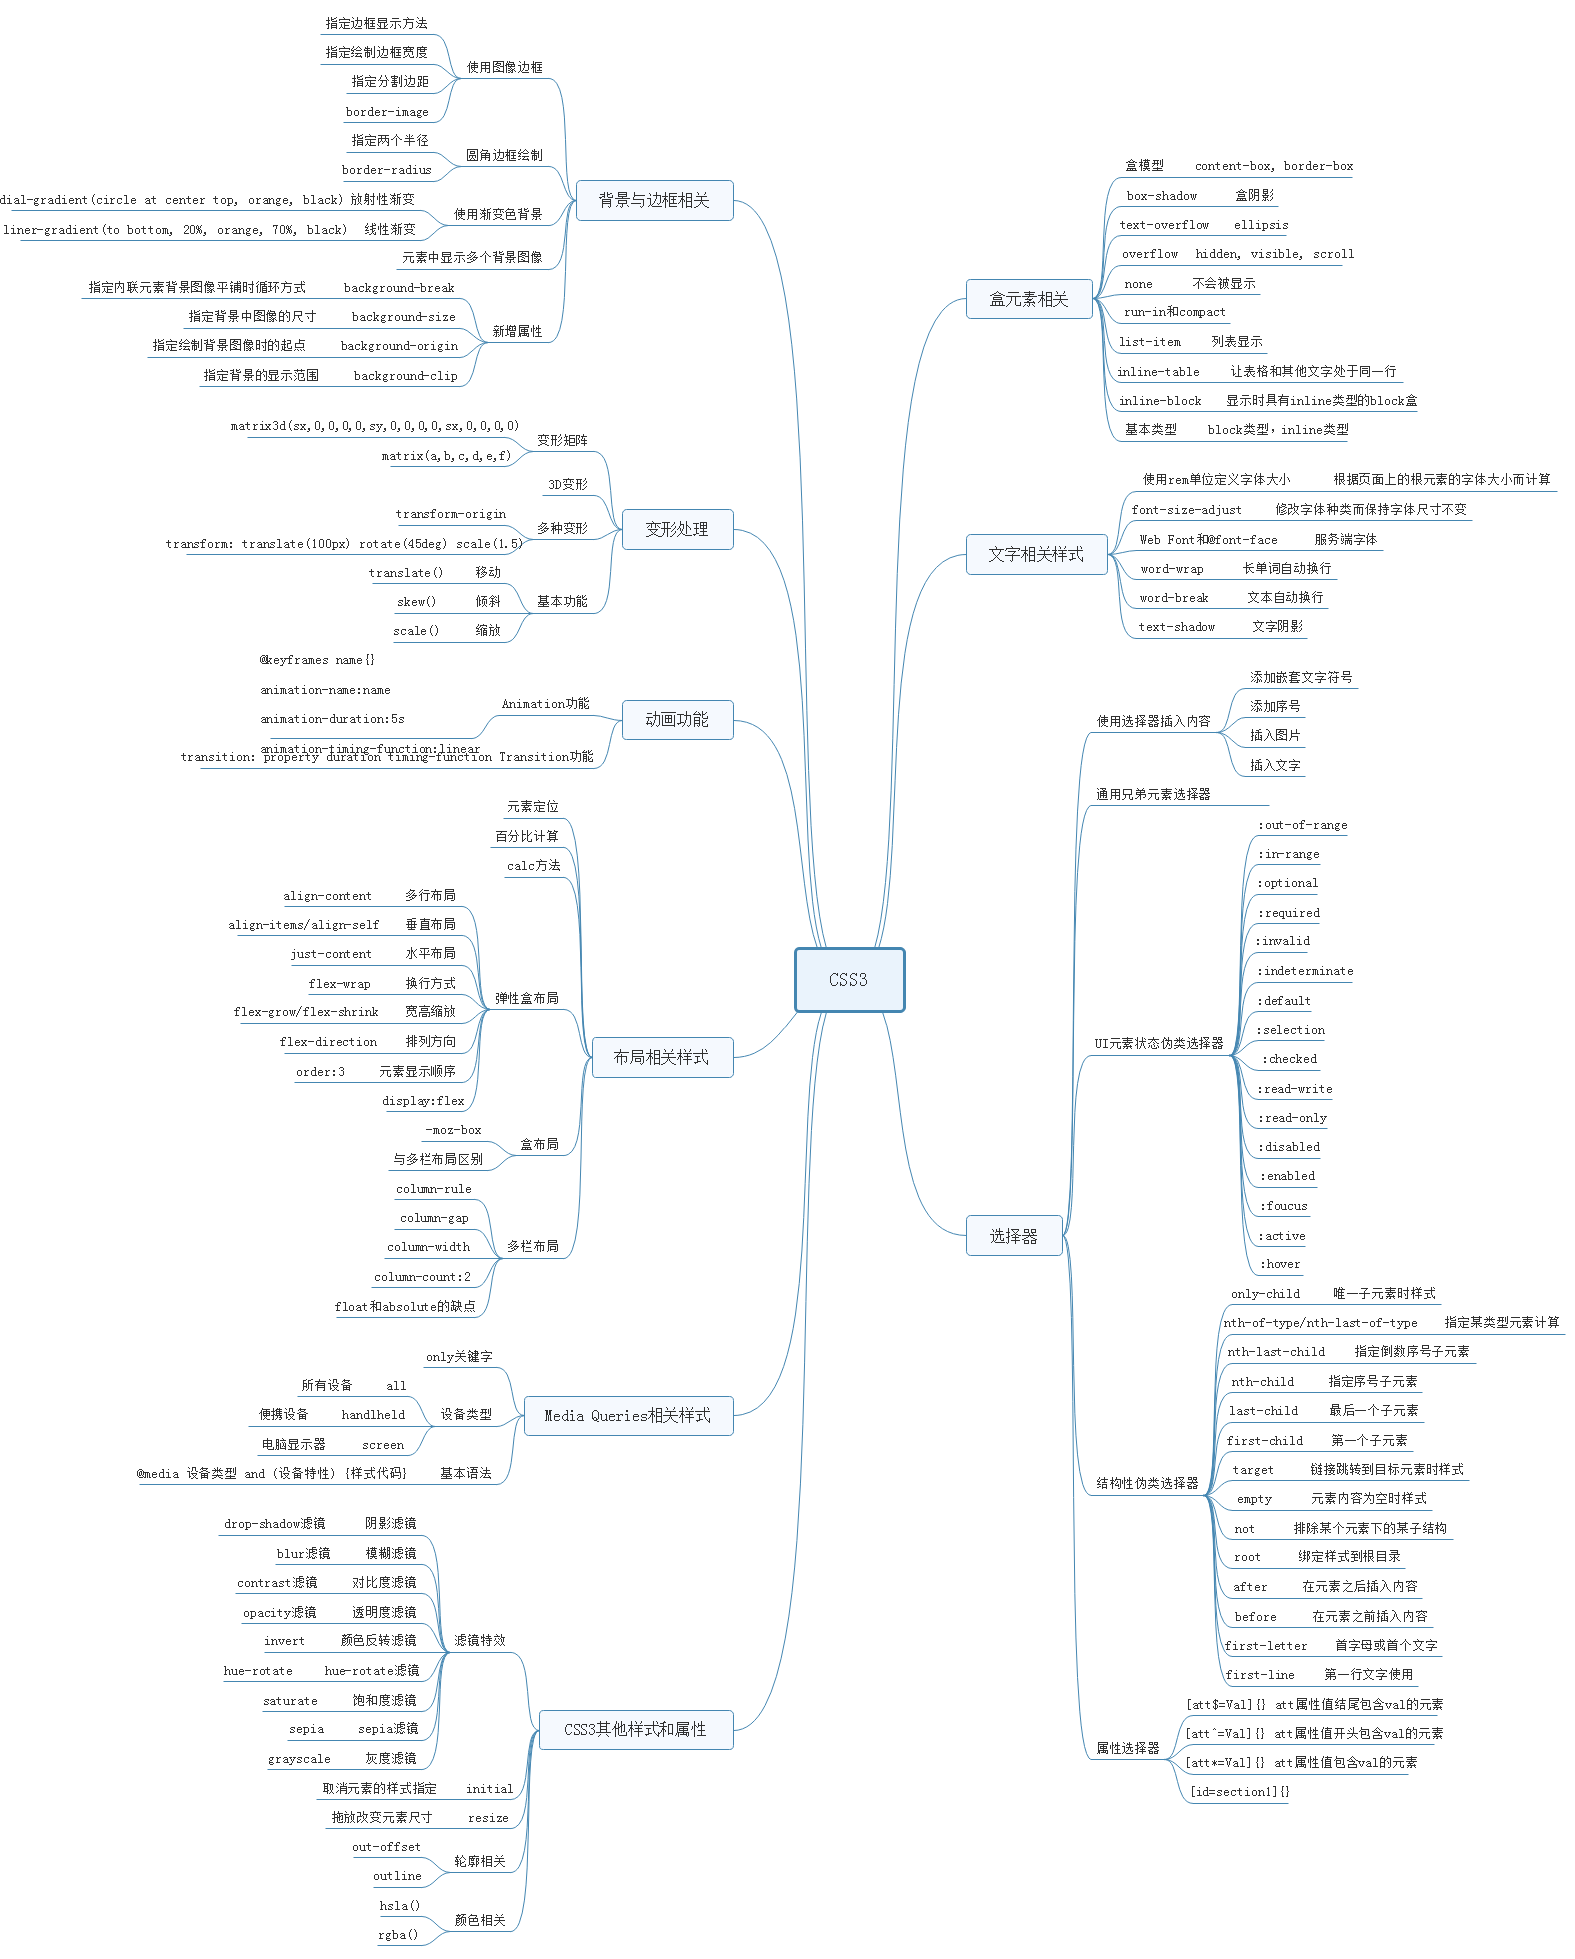 CSS3
背景与边框相关
使用图像边框
指定边框显示方法
指定绘制边框宽度
指定分割边距
border-image
圆角边框绘制
指定两个半径
border-radius
使用渐变色背景
dial-gradient(circle at center top, orange, black) 放射性渐变
liner-gradient(to bottom, 20%, orange, 70%, black) 线性渐变
元素中显示多个背景图像
新增属性
指定内联元素背景图像平铺时循环方式 background-break
指定背景中图像的尺寸 background-size
指定绘制背景图像时的起点 background-origin
指定背景的显示范围 background-clip
变形处理
变形矩阵
matrix3d(sx,0,0,0,0,sy,0,0,0,0,sx,0,0,0,0)
matrix(a,b,c,d,e,f)
3D变形
多种变形
transform-origin
transform: translate(100px) rotate(45deg) scale(1.5)
基本功能
translate() 移动
skew() 倾斜
scale() 缩放
动画功能
Animation功能
@keyframes name{}
animation-name:name
animation-duration:5s
animation-timing-function:linear
transition: property duration timing-function Transition功能
布局相关样式
元素定位
百分比计算
calc方法
弹性盒布局
align-content 多行布局
align-items/align-self 垂直布局
just-content 水平布局
flex-wrap 换行方式
flex-grow/flex-shrink 宽高缩放
flex-direction 排列方向
order:3 元素显示顺序
display:flex
盒布局
-moz-box
与多栏布局区别
多栏布局
column-rule
column-gap
column-width
column-count:2
float和absolute的缺点
Media Queries相关样式
only关键字
设备类型
所有设备 all
便携设备 handlheld
电脑显示器 screen
@media 设备类型 and (设备特性) {样式代码} 基本语法
CSS3其他样式和属性
滤镜特效
drop-shadow滤镜 阴影滤镜
blur滤镜 模糊滤镜
contrast滤镜 对比度滤镜
opacity滤镜 透明度滤镜
invert 颜色反转滤镜
hue-rotate hue-rotate滤镜
saturate 饱和度滤镜
sepia sepia滤镜
grayscale 灰度滤镜
取消元素的样式指定 initial
拖放改变元素尺寸 resize
轮廓相关
out-offset
outline
颜色相关
hsla()
rgba()
盒元素相关
盒模型 content-box, border-box
box-shadow 盒阴影
text-overflow ellipsis
overflow hidden, visible, scroll
none 不会被显示
run-in和compact
list-item 列表显示
inline-table 让表格和其他文字处于同一行
inline-block 显示时具有inline类型的block盒
基本类型 block类型，inline类型
文字相关样式
使用rem单位定义字体大小 根据页面上的根元素的字体大小而计算
font-size-adjust 修改字体种类而保持字体尺寸不变
Web Font和@font-face 服务端字体
word-wrap 长单词自动换行
word-break 文本自动换行
text-shadow 文字阴影
选择器
使用选择器插入内容
添加嵌套文字符号
添加序号
插入图片
插入文字
通用兄弟元素选择器
UI元素状态伪类选择器
:out-of-range
:in-range
:optional
:required
:invalid
:indeterminate
:default
:selection
:checked
:read-write
:read-only
:disabled
:enabled
:foucus
:active
:hover
结构性伪类选择器
only-child 唯一子元素时样式
nth-of-type/nth-last-of-type 指定某类型元素计算
nth-last-child 指定倒数序号子元素
nth-child 指定序号子元素
last-child 最后一个子元素
first-child 第一个子元素
target 链接跳转到目标元素时样式
empty 元素内容为空时样式
not 排除某个元素下的某子结构
root 绑定样式到根目录
after 在元素之后插入内容
before 在元素之前插入内容
first-letter 首字母或首个文字
first-line 第一行文字使用
属性选择器
[att$=Val]{} att属性值结尾包含val的元素
[att^=Val]{} att属性值开头包含val的元素
[att*=Val]{} att属性值包含val的元素
[id=section1]{}